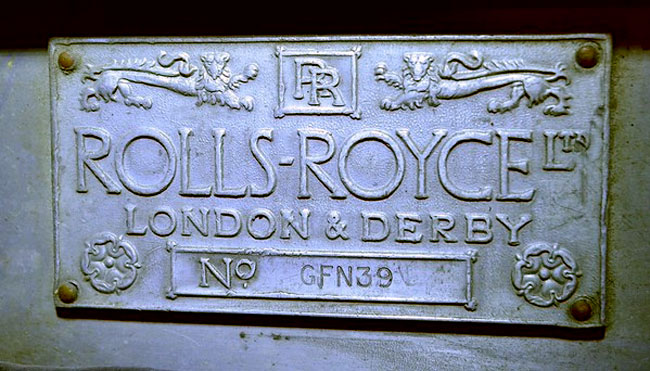 RR
ROLLS-ROYCE LTD
LONDON & DERBY
No. GFN39